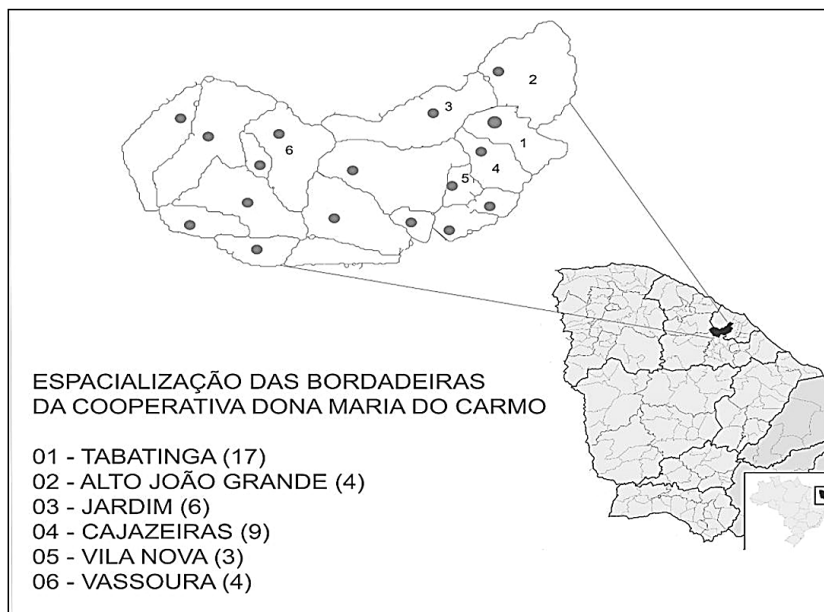 2
3
1
6
4
5
ESPACIALIZAÇÃO DAS BORDADEIRAS
DA COOPERATIVA DONA MARIA DO CARMO
01 - TABATINGA (17)
02 - ALTO JOÃO GRANDE (4)
03 - JARDIM (6)
04 - CAJAZEIRAS (9)
05 - VILA NOVA (3)
06 - VASSOURA (4)